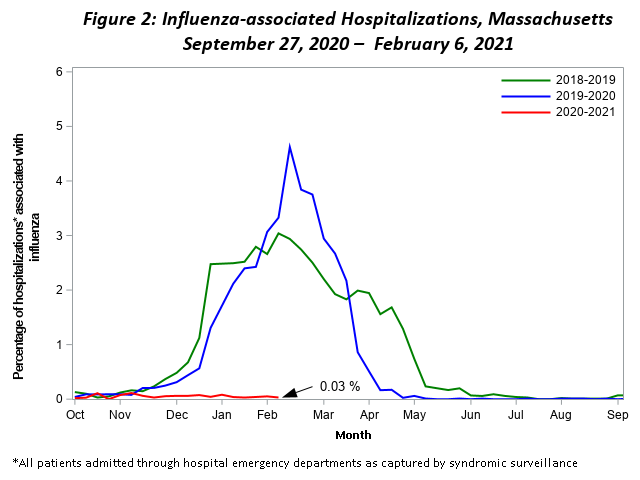 Figure 2: Influenza-associated Hospitalizations, Massachusetts
September 27, 2020 – February 6, 2021
6
5
4
3
2
1
0
Percentage of hospitalizations* associated with
influenza
2018-2019
2019-2020
2020-2021
0.03 %
Oct Nov Dec Jan Feb Mar Apr May Jun Jul Aug Sep
Month
*All patients admitted through hospital emergency departments as captured by syndromic surveillance